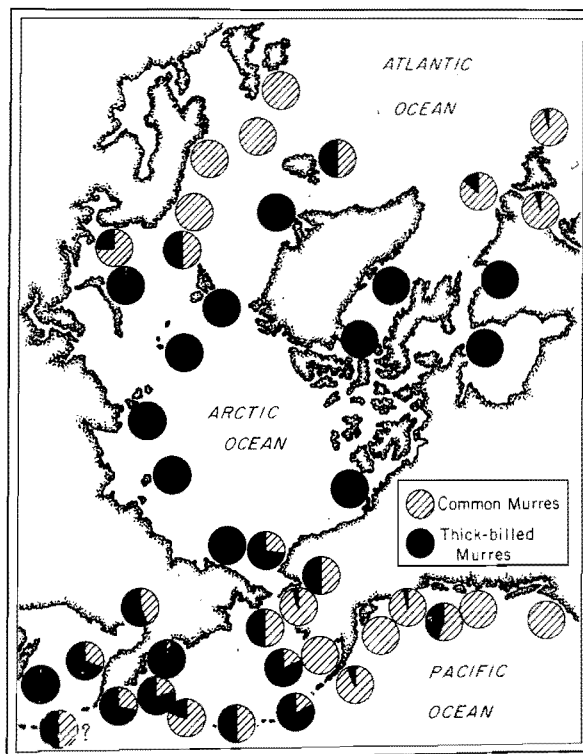 ATLANTIC
OCEAN
ARCTIC
OCEAN
Common Murres
Thick-billed
Murres
PACIFIC
OCEAN
?